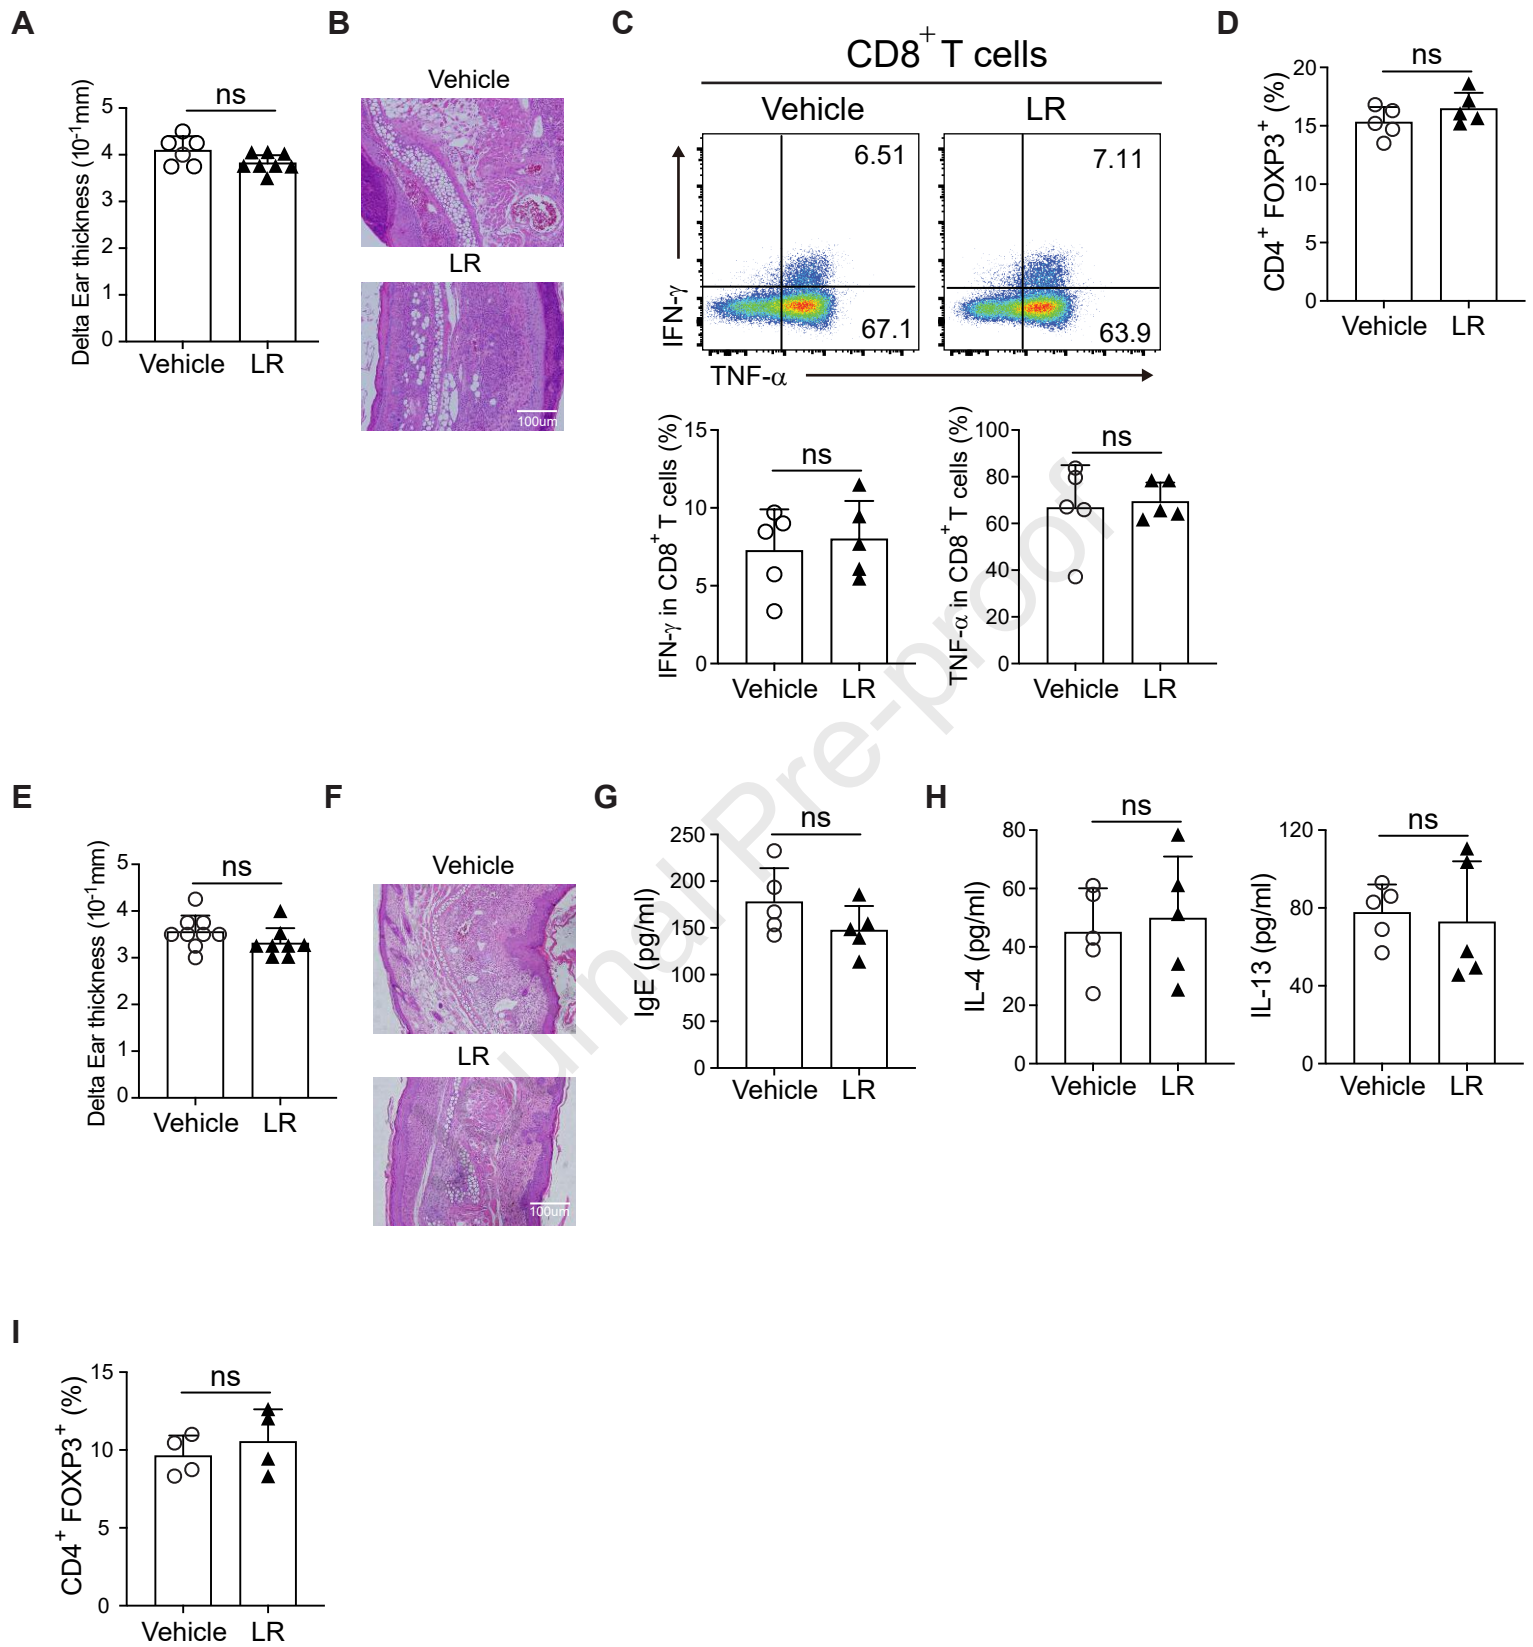 A
Delta Ear thickness (10⁻¹mm)
5
4
3
2
1
0
ns
Vehicle
LR
B
Vehicle
LR
100um
C
CD8⁺ T cells
Vehicle
LR
6.51
67.1
7.11
63.9
IFN-γ
TNF-α
IFN-γ in CD8⁺ T cells (%)
15
10
5
0
ns
Vehicle
LR
TNF-α in CD8⁺ T cells (%)
100
80
60
40
20
0
ns
Vehicle
LR
D
CD4⁺ FOXP3⁺ (%)
20
15
10
5
0
ns
Vehicle
LR
E
Delta Ear thickness (10⁻¹mm)
5
4
3
2
1
0
ns
Vehicle
LR
F
Vehicle
LR
100um
G
IgE (pg/ml)
250
200
150
100
50
0
ns
Vehicle
LR
H
IL-4 (pg/ml)
80
60
40
20
0
ns
Vehicle
LR
IL-13 (pg/ml)
120
80
40
0
ns
Vehicle
LR
I
CD4⁺ FOXP3⁺ (%)
15
10
5
0
ns
Vehicle
LR
urnal Pre-proof